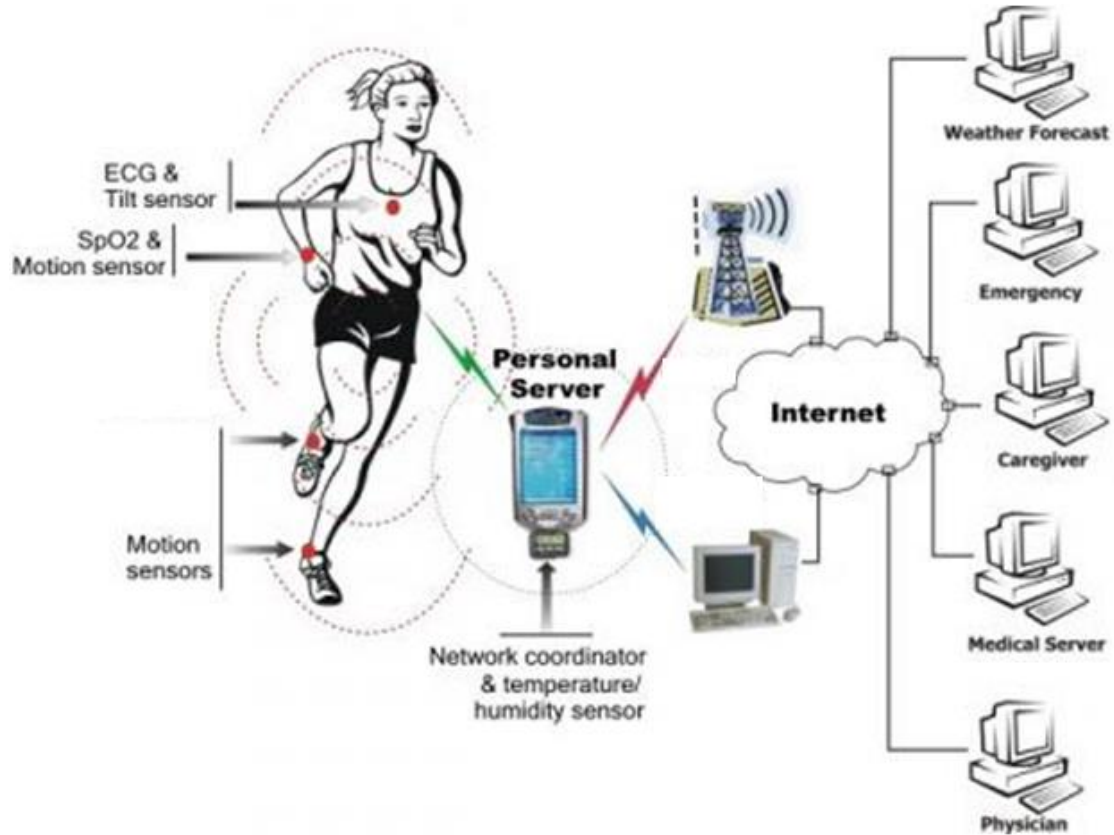 ECG &
Tilt sensor
SpO2 &
Motion sensor
Motion
sensors
Personal
Server
Network coordinator
& temperature/
humidity sensor
Internet
Weather Forecast
Emergency
Caregiver
Medical Server
Physician